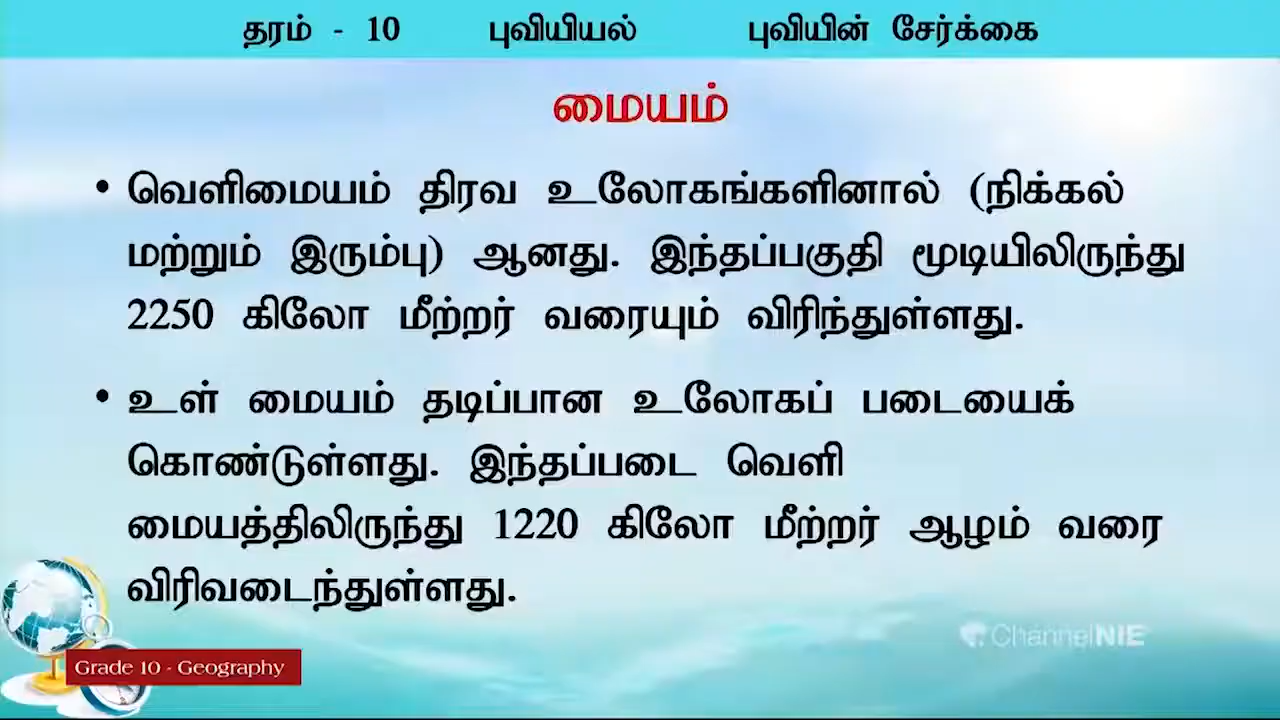 தரம் - 10 புவியியல் புவியின் சேர்க்கை
மையம்
• வெளிமையம் திரவ உலோகங்களினால் (நிக்கல்
மற்றும் இரும்பு) ஆனது. இந்தப்பகுதி மூடியிலிருந்து
2250 கிலோ மீற்றர் வரையும் விரிந்துள்ளது.
• உள் மையம் தடிப்பான உலோகப் படையைக்
கொண்டுள்ளது. இந்தப்படை வெளி
மையத்திலிருந்து 1220 கிலோ மீற்றர் ஆழம் வரை
விரிவடைந்துள்ளது.
ChannelNIE
Grade 10 - Geography